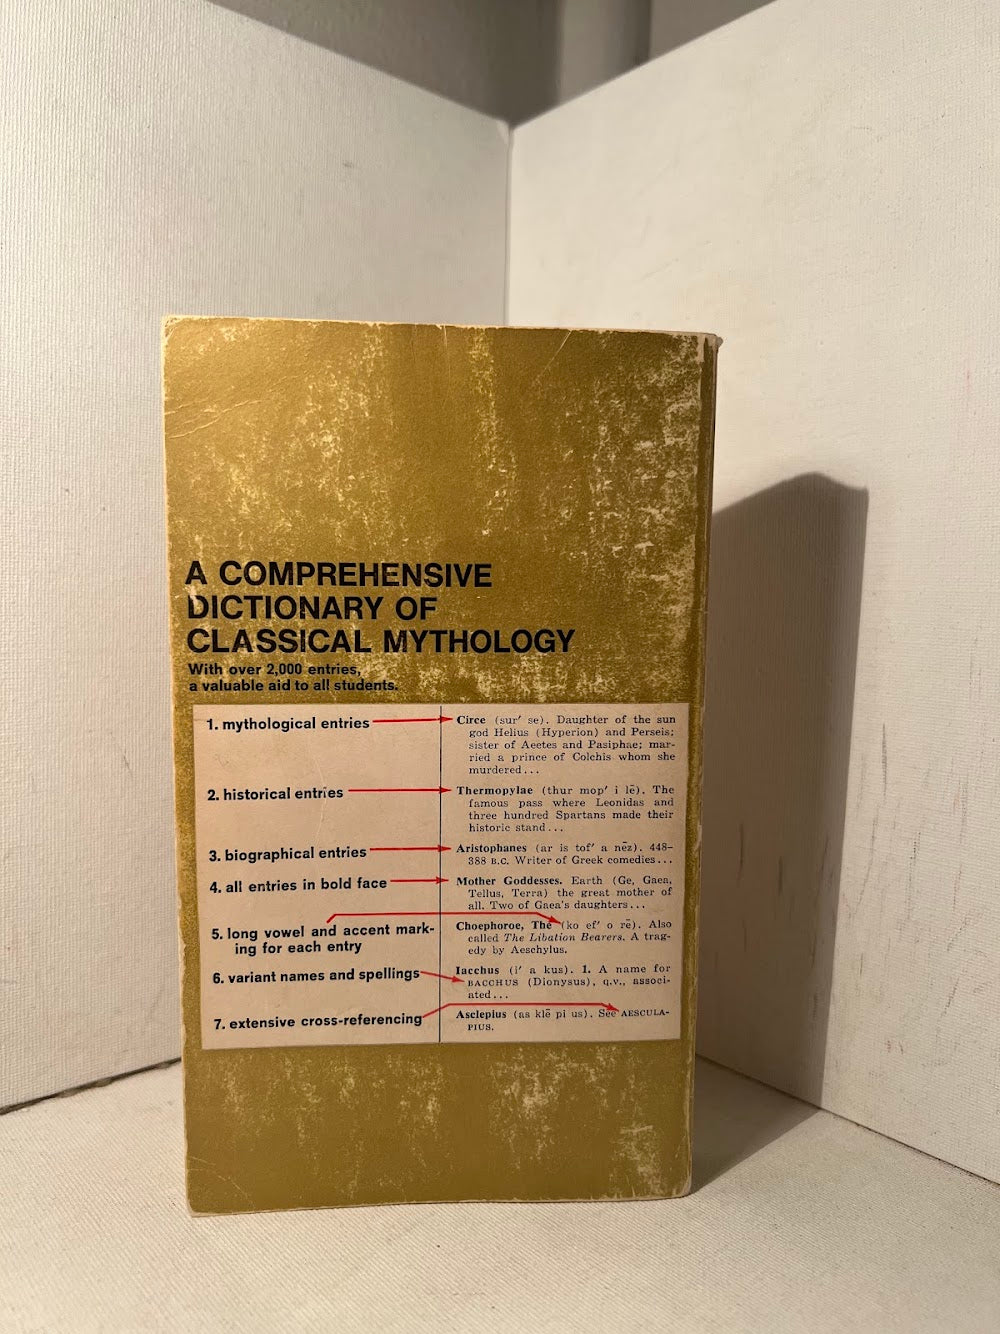 A COMPREHENSIVE
DICTIONARY OF
CLASSICAL MYTHOLOGY
With over 2,000 entries,
a valuable aid to all students.
1. mythological entries
Circe (sur′ se). Daughter of the sun
god Helius (Hyperion) and Perseis;
sister of Aeetes and Pasiphae; mar-
ried a prince of Colchis whom she
murdered...
2. historical entries
Thermopylae (thur mop′ i lē). The
famous pass where Leonidas and
three hundred Spartans made their
historic stand...
3. biographical entries
Aristophanes (ar is tof′ a nēz). 448–
388 B.C. Writer of Greek comedies...
4. all entries in bold face
Mother Goddesses. Earth (Ge, Gaea,
Tellus, Terra) the great mother of
all. Two of Gaea's daughters...
5. long vowel and accent mark-
ing for each entry
Choephoroe, The (ko ef′ o rē). Also
called The Libation Bearers. A trag-
edy by Aeschylus.
6. variant names and spellings
Iacchus (ī′ a kus). 1. A name for
BACCHUS (Dionysus), q.v., associ-
ated...
7. extensive cross-referencing
Asclepius (as klē pi us). See AESCULA-
PIUS.